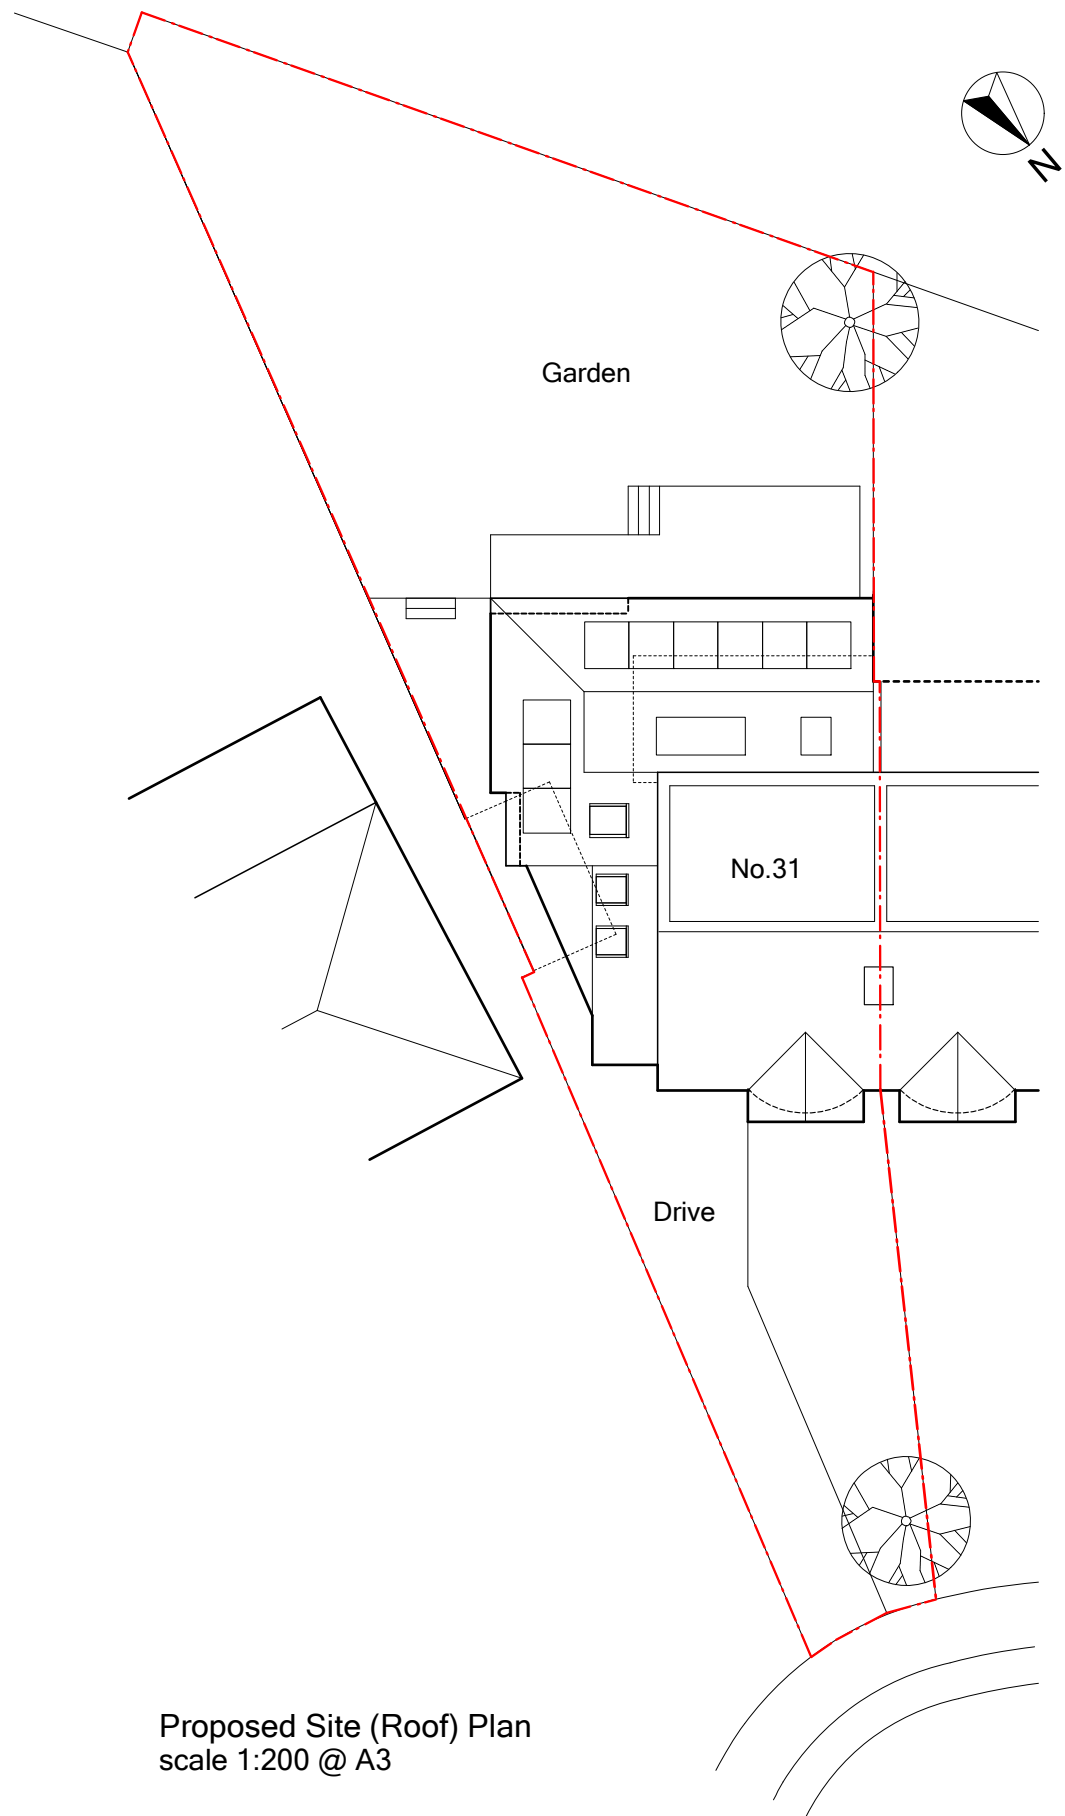 N
Garden
No.31
Drive
Proposed Site (Roof) Plan
scale 1:200 @ A3